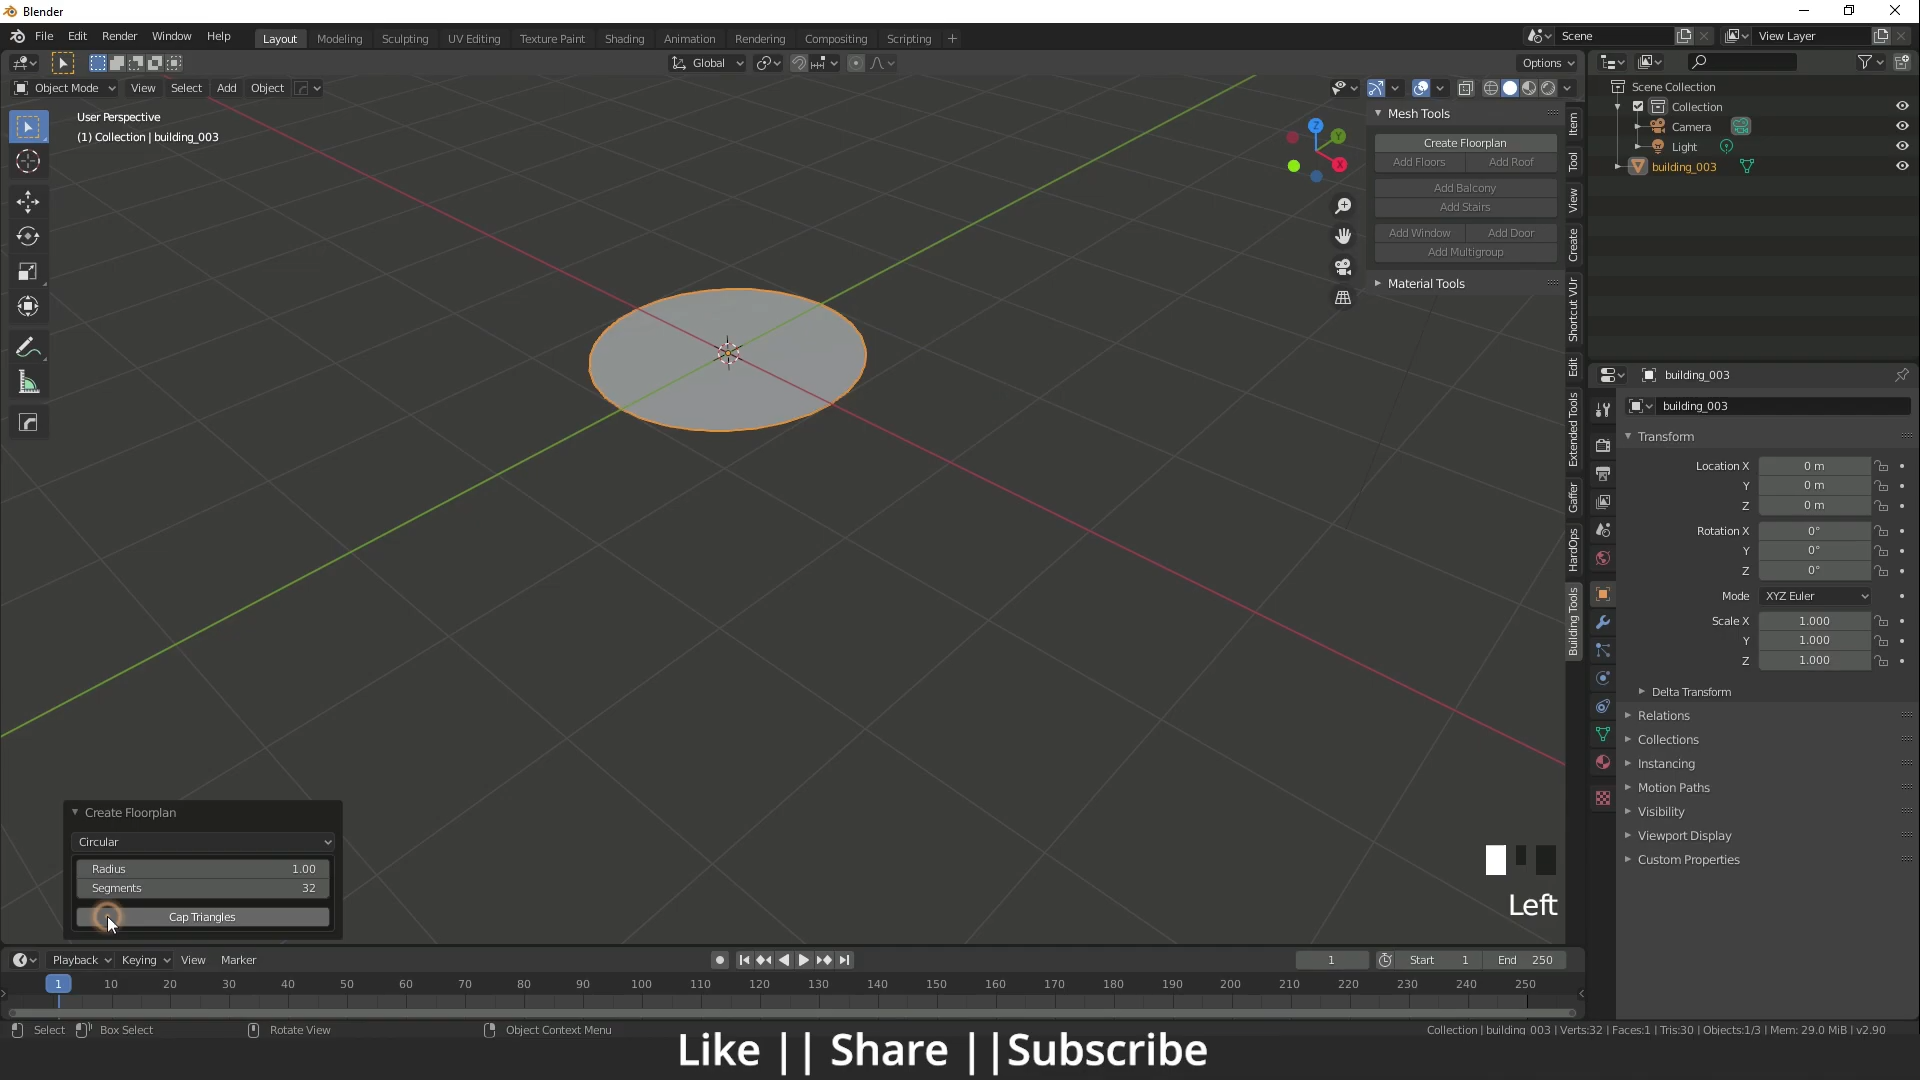 Blender
File Edit Render Window Help
Layout Modeling Sculpting UV Editing Texture Paint Shading Animation Rendering Compositing Scripting +
Scene
View Layer
Global
Options
Object Mode View Select Add Object
User Perspective
(1) Collection | building_003
Mesh Tools
Create Floorplan
Add Floors Add Roof
Add Balcony
Add Stairs
Add Window Add Door
Add Multigroup
Material Tools
Z
Y
X
Item
Tool
View
Create
Shortcut VUr
Edit
Extended Tools
Gaffer
HardOps
Building Tools
Scene Collection
Collection
Camera
Light
building_003
building_003
building_003
Transform
Location X 0 m
Y 0 m
Z 0 m
Rotation X 0°
Y 0°
Z 0°
Mode XYZ Euler
Scale X 1.000
Y 1.000
Z 1.000
Delta Transform
Relations
Collections
Instancing
Motion Paths
Visibility
Viewport Display
Custom Properties
Create Floorplan
Circular
Radius 1.00
Segments 32
Cap Triangles
Left
Playback Keying View Marker
1 Start 1 End 250
1 10 20 30 40 50 60 70 80 90 100 110 120 130 140 150 160 170 180 190 200 210 220 230 240 250
Select Box Select Rotate View Object Context Menu
Collection | building_003 | Verts:32 | Faces:1 | Tris:30 | Objects:1/3 | Mem: 29.0 MiB | v2.90
Like || Share ||Subscribe